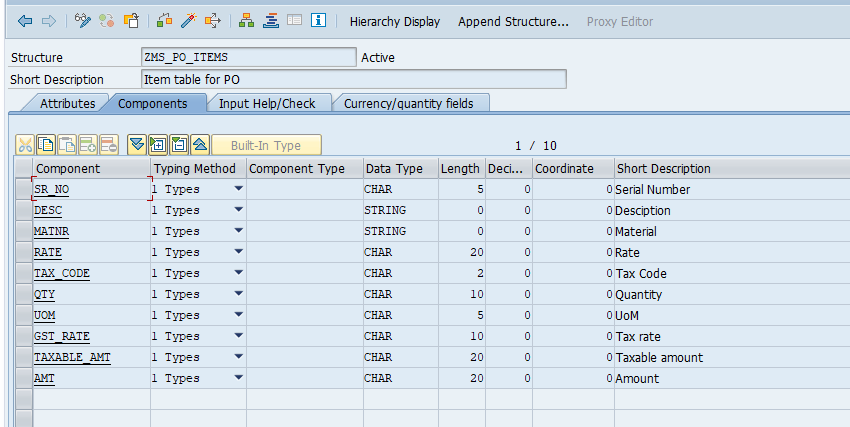 Hierarchy Display Append Structure... Proxy Editor
Structure ZMS_PO_ITEMS Active
Short Description Item table for PO
Attributes Components Input Help/Check Currency/quantity fields
Built-In Type 1 / 10
Component Typing Method Component Type Data Type Length Deci... Coordinate Short Description
SR_NO 1 Types CHAR 5 0 0 Serial Number
DESC 1 Types STRING 0 0 0 Desciption
MATNR 1 Types STRING 0 0 0 Material
RATE 1 Types CHAR 20 0 0 Rate
TAX_CODE 1 Types CHAR 2 0 0 Tax Code
QTY 1 Types CHAR 10 0 0 Quantity
UOM 1 Types CHAR 5 0 0 UoM
GST_RATE 1 Types CHAR 10 0 0 Tax rate
TAXABLE_AMT 1 Types CHAR 20 0 0 Taxable amount
AMT 1 Types CHAR 20 0 0 Amount